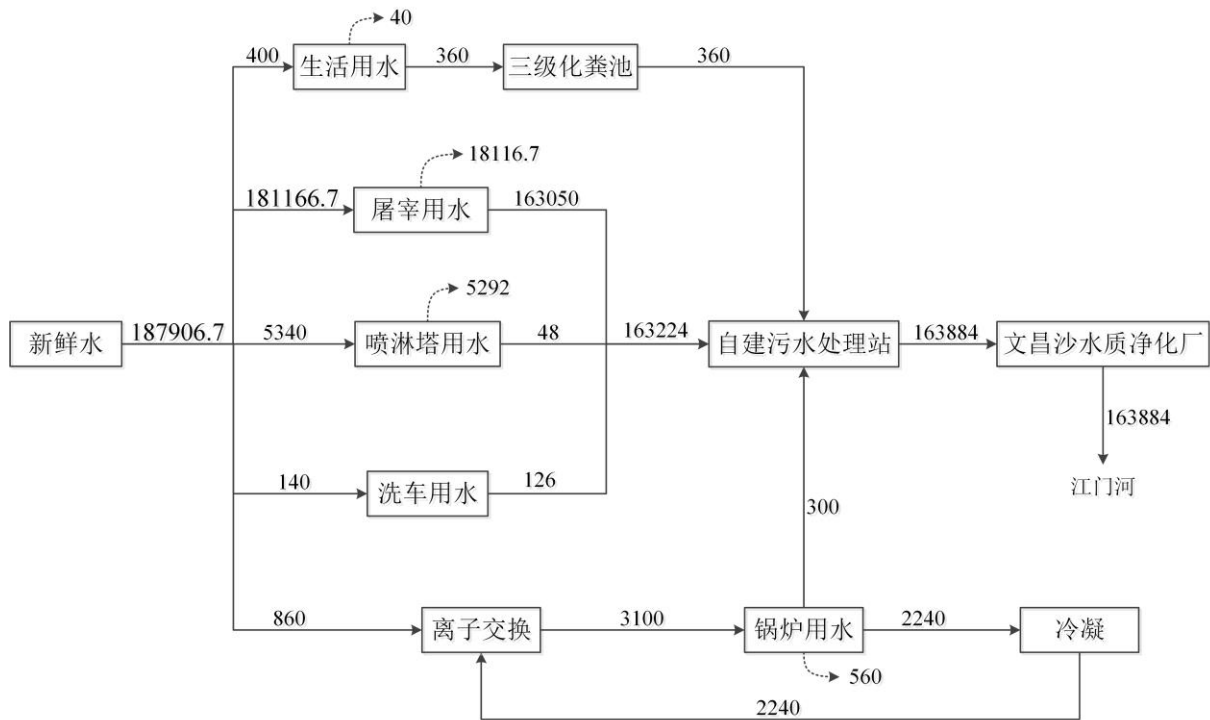 40
400
生活用水
360
三级化粪池
360
18116.7
181166.7
屠宰用水
163050
5292
新鲜水
187906.7
5340
喷淋塔用水
48
163224
自建污水处理站
163884
文昌沙水质净化厂
163884
140
洗车用水
126
江门河
300
860
离子交换
3100
锅炉用水
2240
冷凝
560
2240